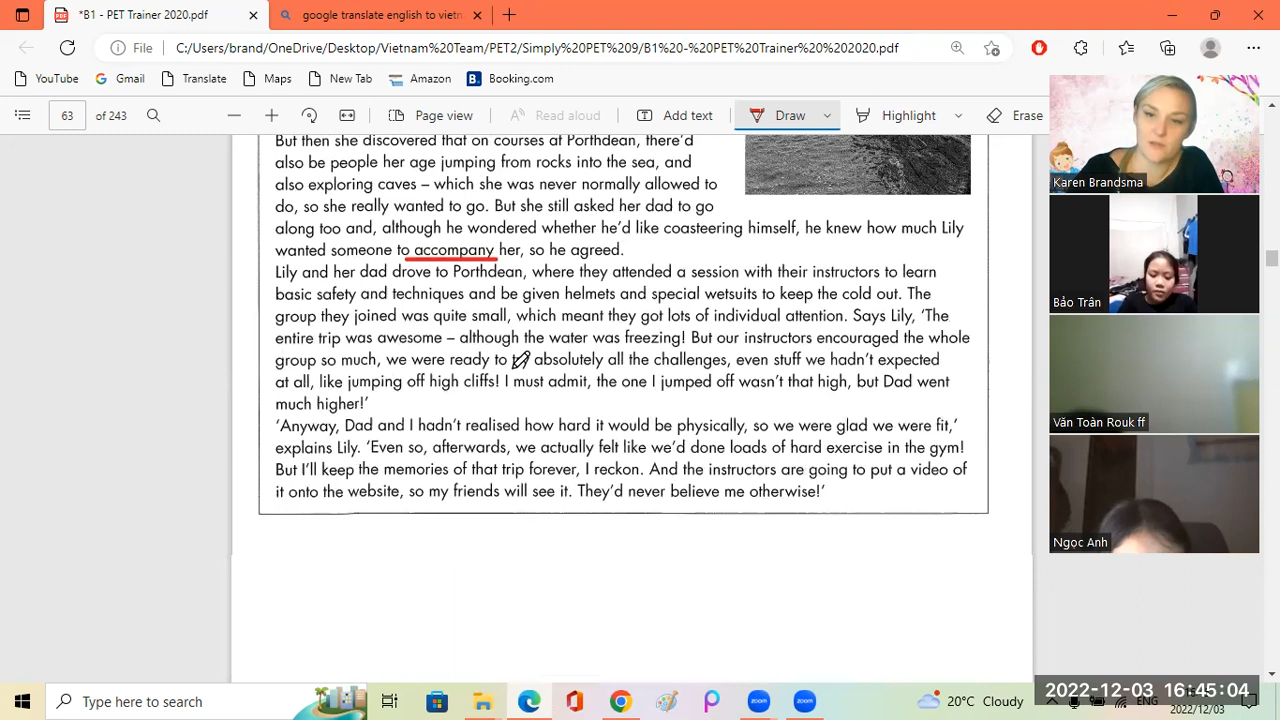 *B1 - PET Trainer 2020.pdf
google translate english to vietn
File C:/Users/brand/OneDrive/Desktop/Vietnam%20Team/PET2/Simply%20PET%209/B1%20-%20PET%20Trainer%20%202020.pdf
YouTube Gmail Translate Maps New Tab Amazon Booking.com
63 of 243 Page view Read aloud Add text Draw Highlight Erase
But then she discovered that on courses at Porthdean, there'd
also be people her age jumping from rocks into the sea, and
also exploring caves – which she was never normally allowed to
do, so she really wanted to go. But she still asked her dad to go
along too and, although he wondered whether he'd like coasteering himself, he knew how much Lily
wanted someone to accompany her, so he agreed.
Lily and her dad drove to Porthdean, where they attended a session with their instructors to learn
basic safety and techniques and be given helmets and special wetsuits to keep the cold out. The
group they joined was quite small, which meant they got lots of individual attention. Says Lily, 'The
entire trip was awesome – although the water was freezing! But our instructors encouraged the whole
group so much, we were ready to absolutely all the challenges, even stuff we hadn't expected
at all, like jumping off high cliffs! I must admit, the one I jumped off wasn't that high, but Dad went
much higher!'
'Anyway, Dad and I hadn't realised how hard it would be physically, so we were glad we were fit,'
explains Lily. 'Even so, afterwards, we actually felt like we'd done loads of hard exercise in the gym!
But I'll keep the memories of that trip forever, I reckon. And the instructors are going to put a video of
it onto the website, so my friends will see it. They'd never believe me otherwise!'
Karen Brandsma
Bảo Trân
Văn Toàn Rouk ff
Ngọc Anh
Type here to search
zoom
zoom
20°C Cloudy
2022-12-03 16:45:04
2022/12/03